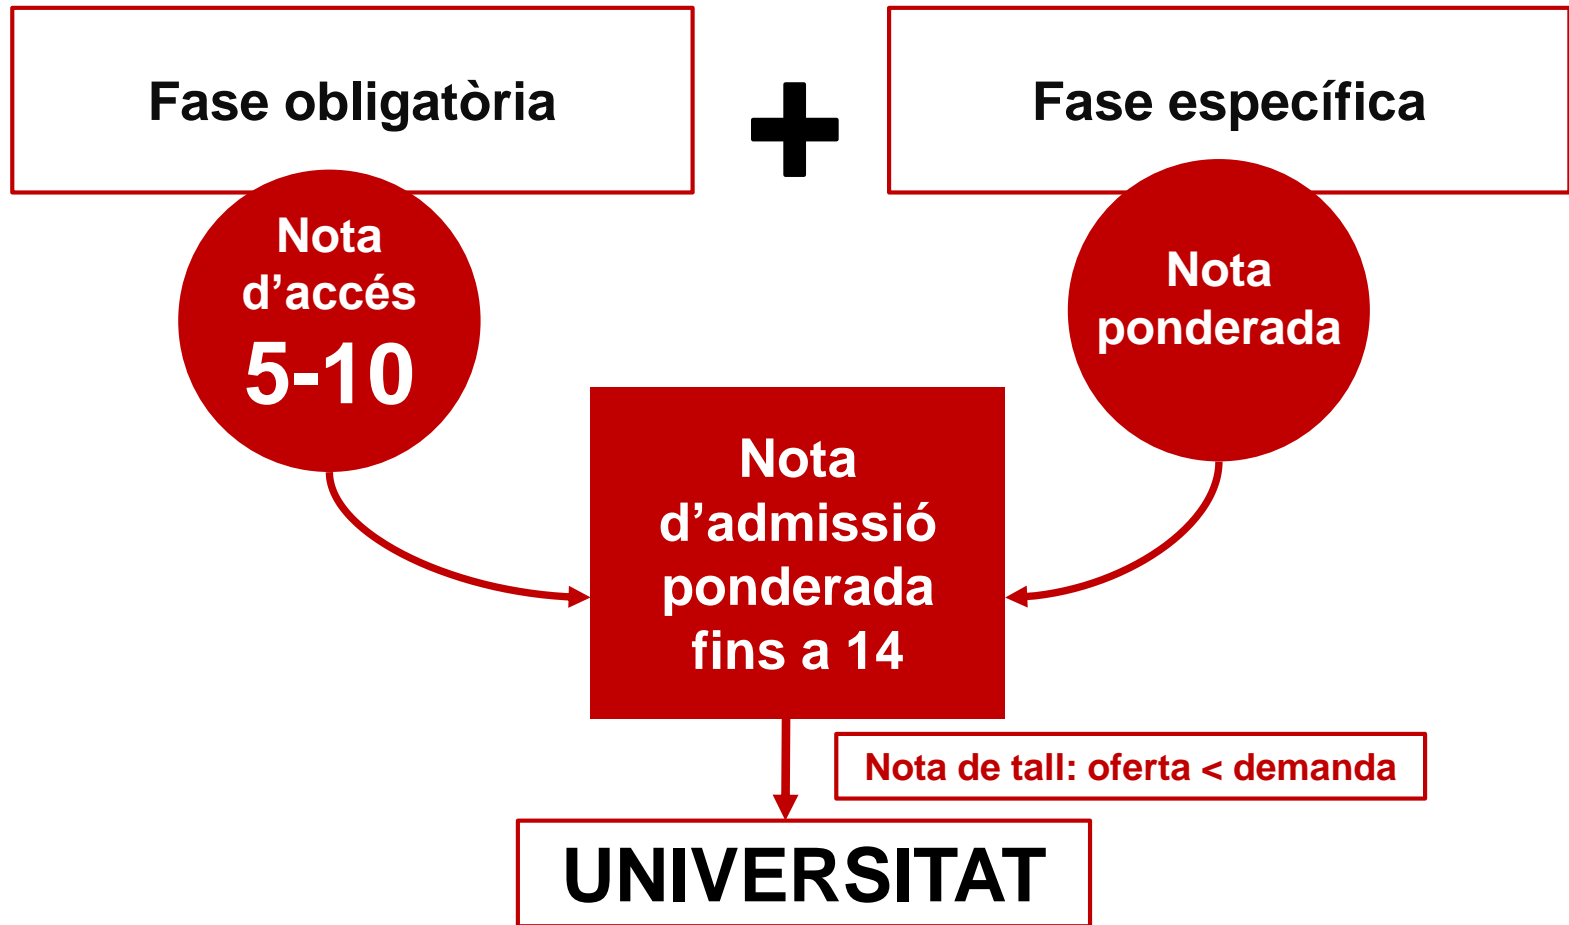 Fase obligatòria
+
Fase específica
Nota
d’accés
5-10
Nota
ponderada
Nota
d’admissió
ponderada
fins a 14
Nota de tall: oferta < demanda
UNIVERSITAT